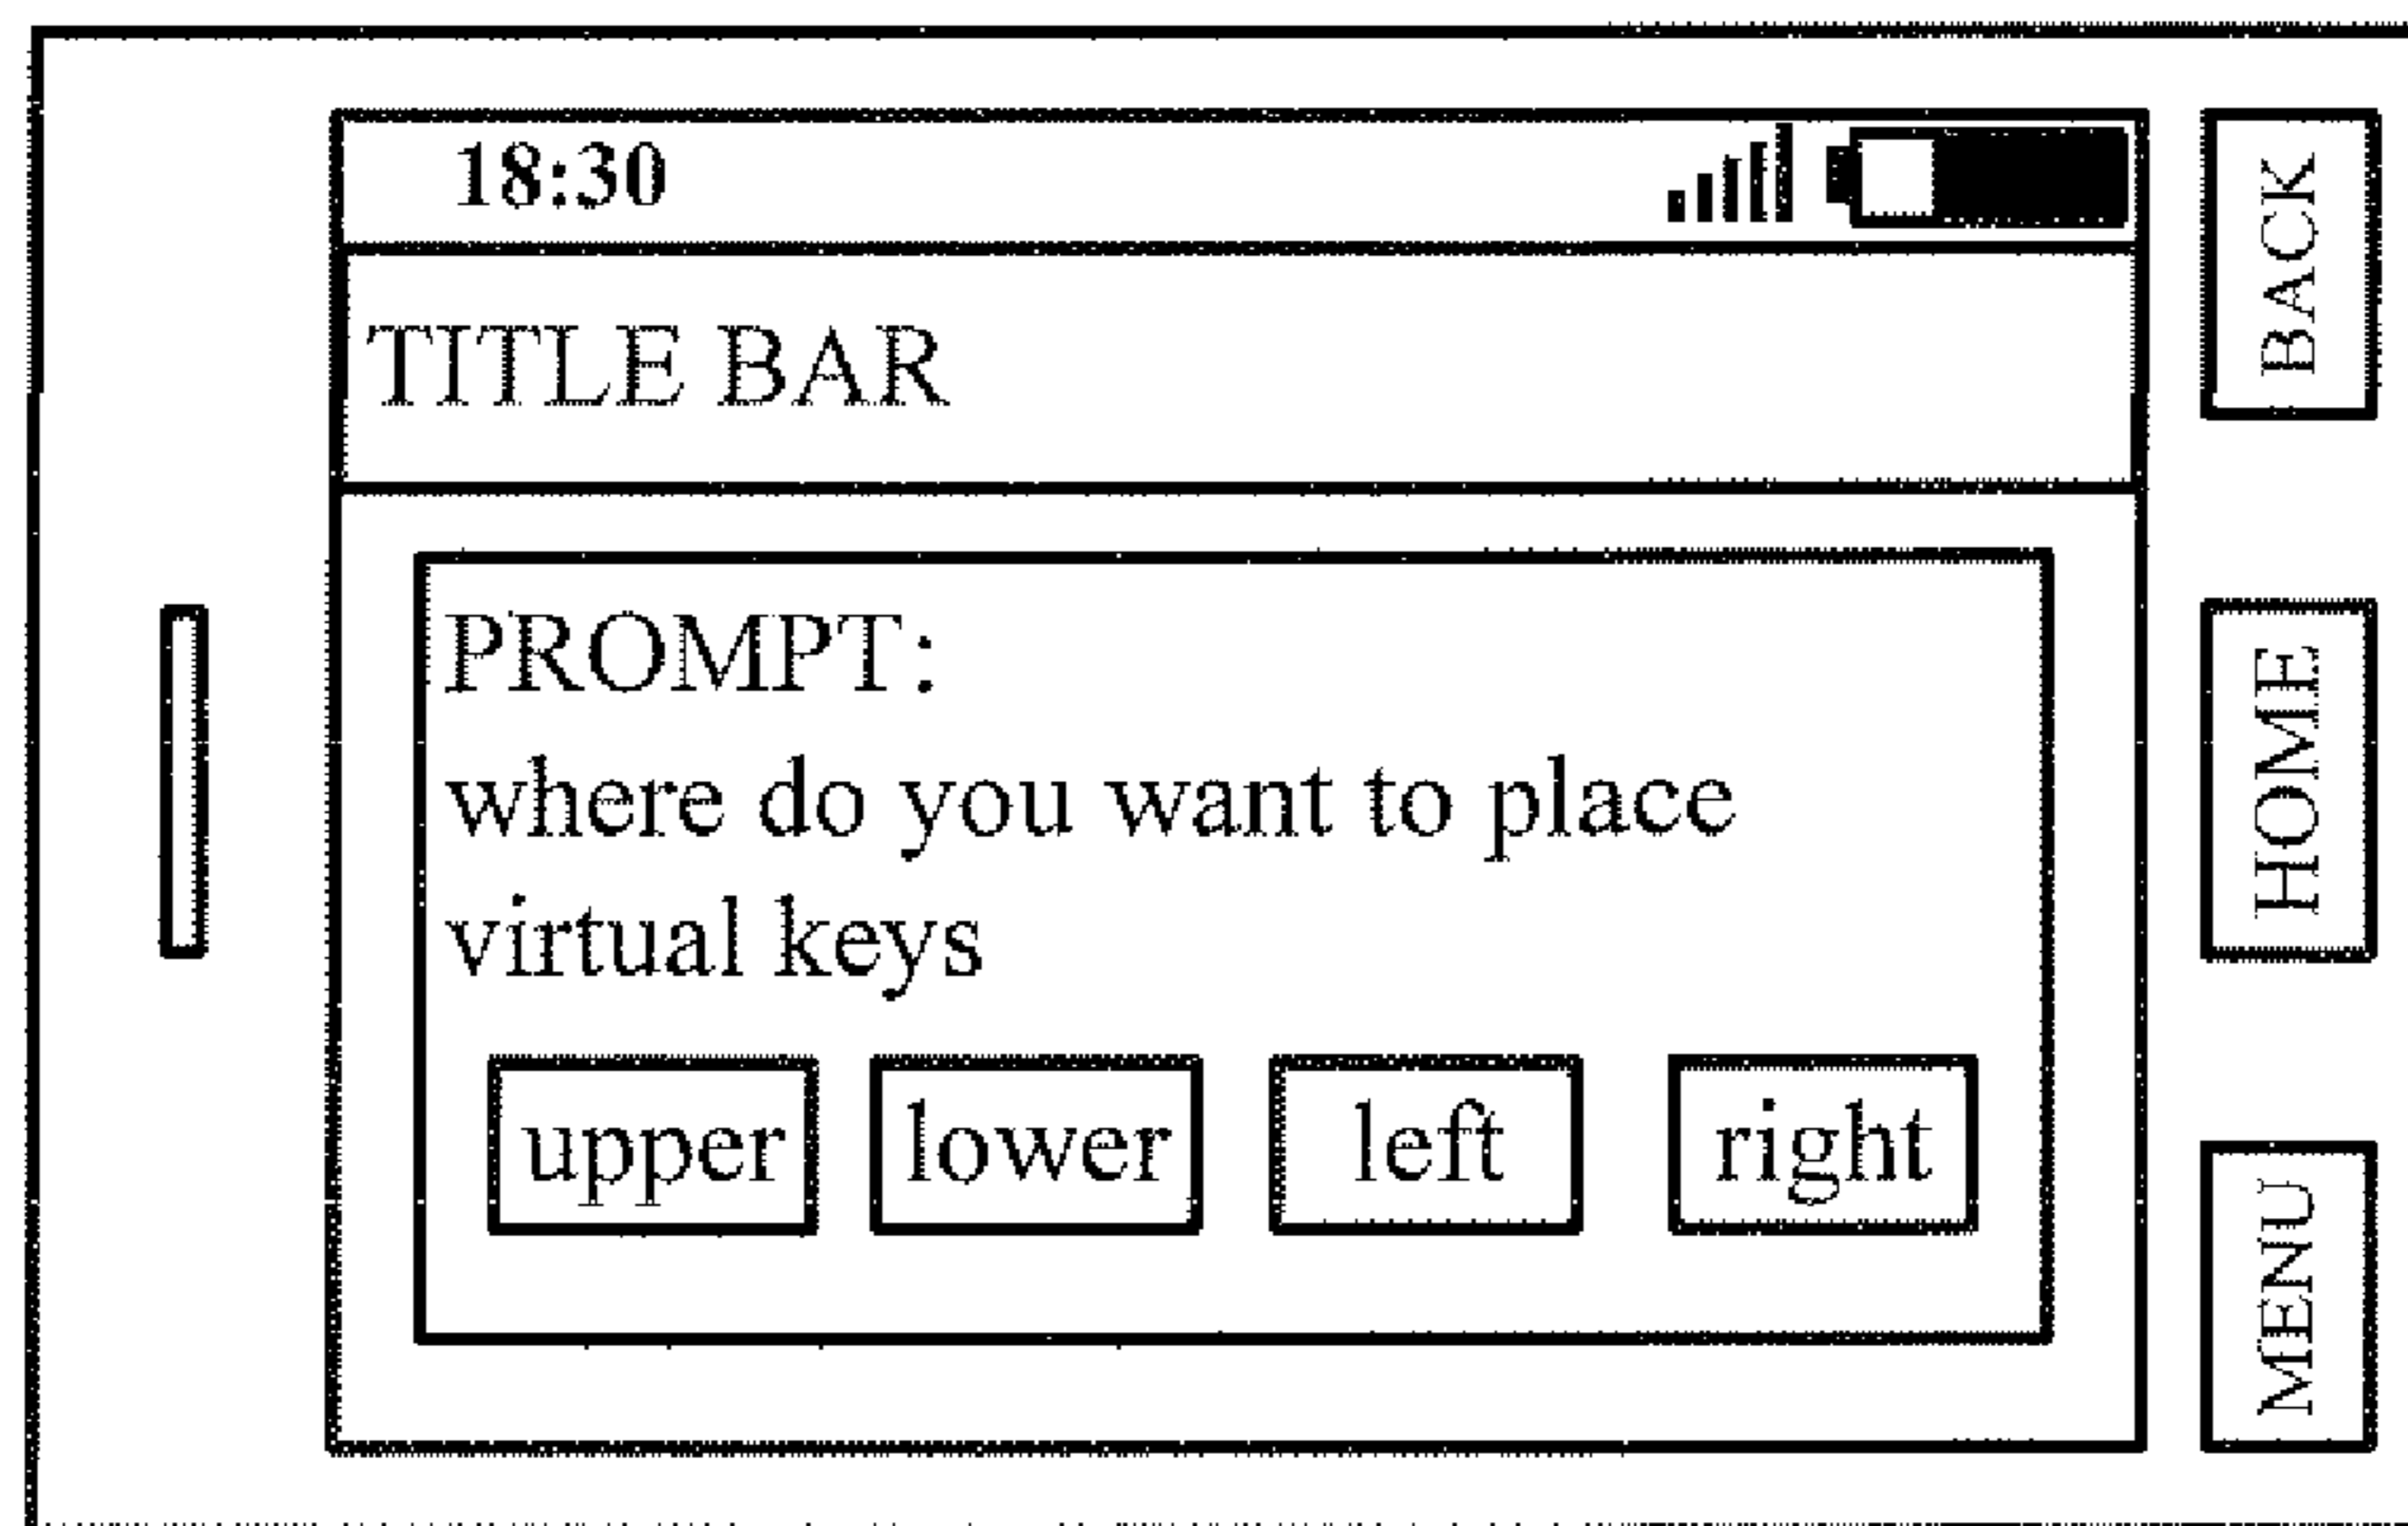 18:30
TITLE BAR
PROMPT:
where do you want to place
virtual keys
upper lower left right
BACK
HOME
MENU